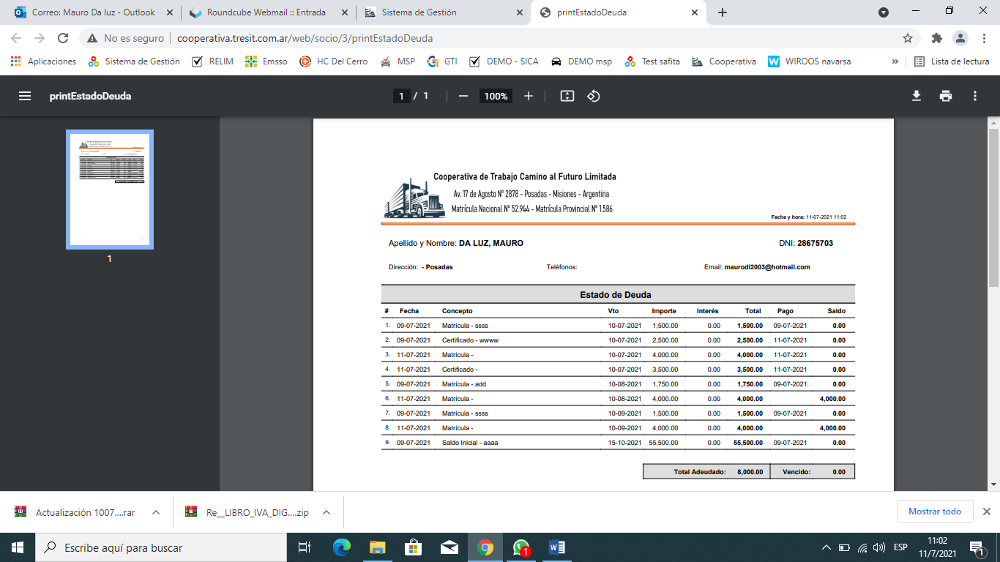 Correo: Mauro Da luz - Outlook
Roundcube Webmail :: Entrada
Sistema de Gestión
printEstadoDeuda
No es seguro | cooperativa.tresit.com.ar/web/socio/3/printEstadoDeuda
Aplicaciones Sistema de Gestión RELIM Emsso HC Del Cerro MSP GTI DEMO - SICA DEMO msp Test safita Cooperativa WIROOS navarsa » Lista de lectura
printEstadoDeuda 1 / 1 100%
1
Cooperativa de Trabajo Camino al Futuro Limitada
Av. 17 de Agosto Nº 2878 - Posadas - Misiones - Argentina
Matrícula Nacional Nº 52.944 - Matrícula Provincial Nº 1.586
Fecha y hora: 11-07-2021 11:02
Apellido y Nombre: DA LUZ, MAURO DNI: 28675703
Dirección: - Posadas Teléfonos: Email: maurodl2003@hotmail.com
Estado de Deuda
# Fecha Concepto Vto Importe Interés Total Pago Saldo
1. 09-07-2021 Matrícula - ssss 10-07-2021 1,500.00 0.00 1,500.00 09-07-2021 0.00
2. 09-07-2021 Certificado - wwww 10-07-2021 2,500.00 0.00 2,500.00 11-07-2021 0.00
3. 11-07-2021 Matrícula - 10-07-2021 4,000.00 0.00 4,000.00 11-07-2021 0.00
4. 11-07-2021 Certificado - 10-07-2021 3,500.00 0.00 3,500.00 11-07-2021 0.00
5. 09-07-2021 Matrícula - add 10-08-2021 1,750.00 0.00 1,750.00 09-07-2021 0.00
6. 11-07-2021 Matrícula - 10-08-2021 4,000.00 0.00 4,000.00 4,000.00
7. 09-07-2021 Matrícula - ssss 10-09-2021 1,500.00 0.00 1,500.00 09-07-2021 0.00
8. 11-07-2021 Matrícula - 10-09-2021 4,000.00 0.00 4,000.00 4,000.00
9. 09-07-2021 Saldo Inicial - aaaa 15-10-2021 55,500.00 0.00 55,500.00 09-07-2021 0.00
Total Adeudado: 8,000.00 Vencido: 0.00
Actualización 1007....rar Re__LIBRO_IVA_DIG....zip Mostrar todo
Escribe aquí para buscar
1
ESP
11:02
11/7/2021
1